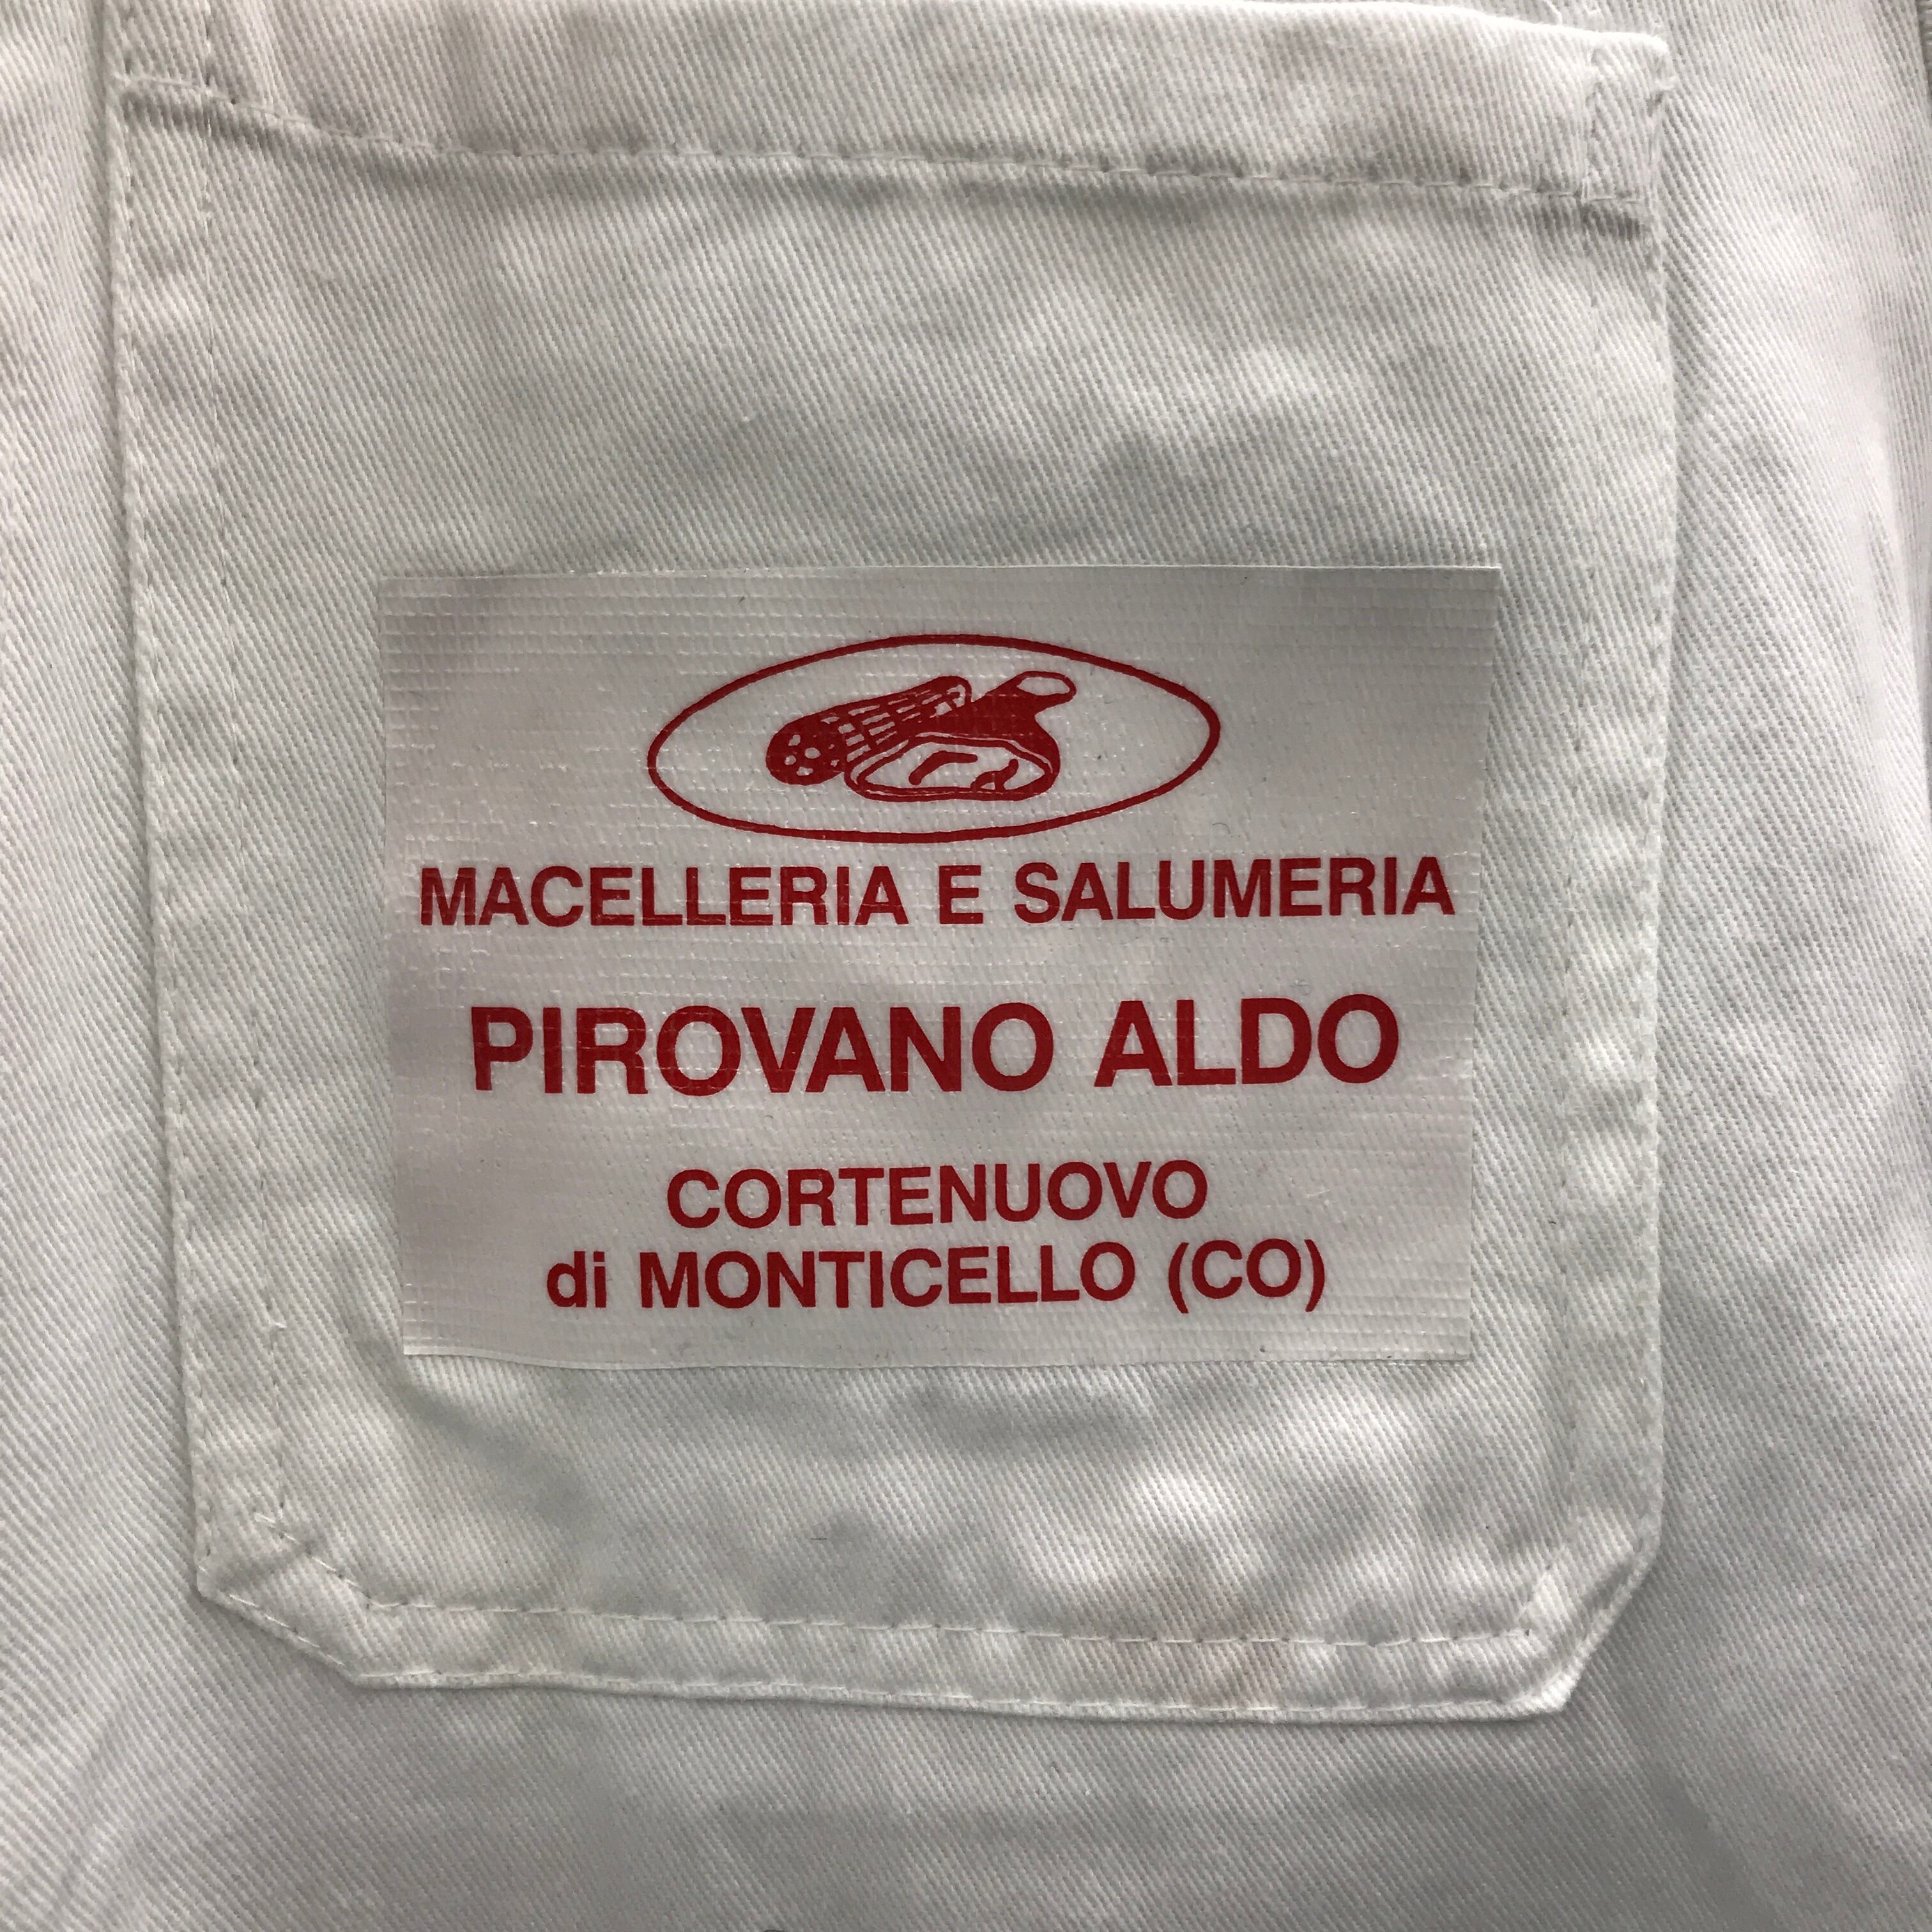 MACELLERIA E SALUMERIA
PIROVANO ALDO
CORTENUOVO
di MONTICELLO (CO)